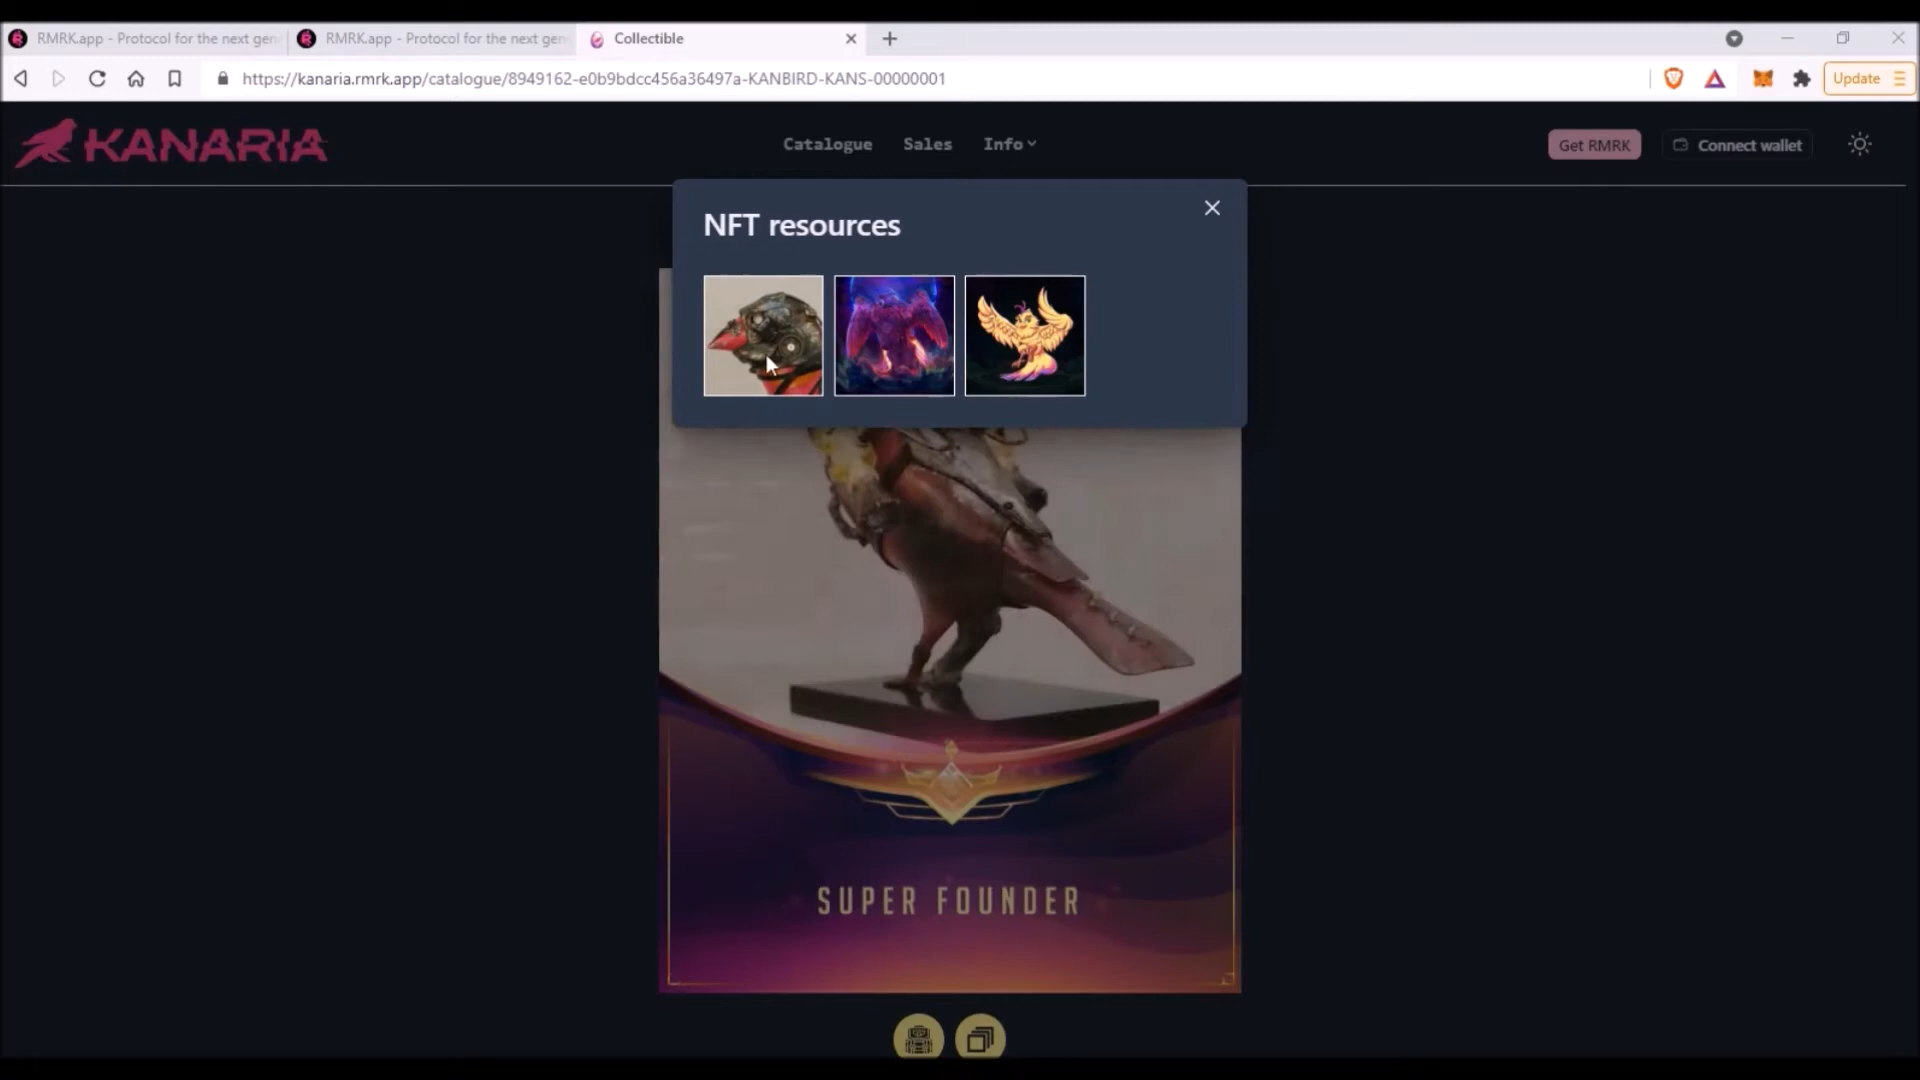 RMRK.app - Protocol for the next gen
RMRK.app - Protocol for the next gen
Collectible
https://kanaria.rmrk.app/catalogue/8949162-e0b9bdcc456a36497a-KANBIRD-KANS-00000001
Update
KANARIA
Catalogue
Sales
Info
Get RMRK
Connect wallet
NFT resources
SUPER FOUNDER